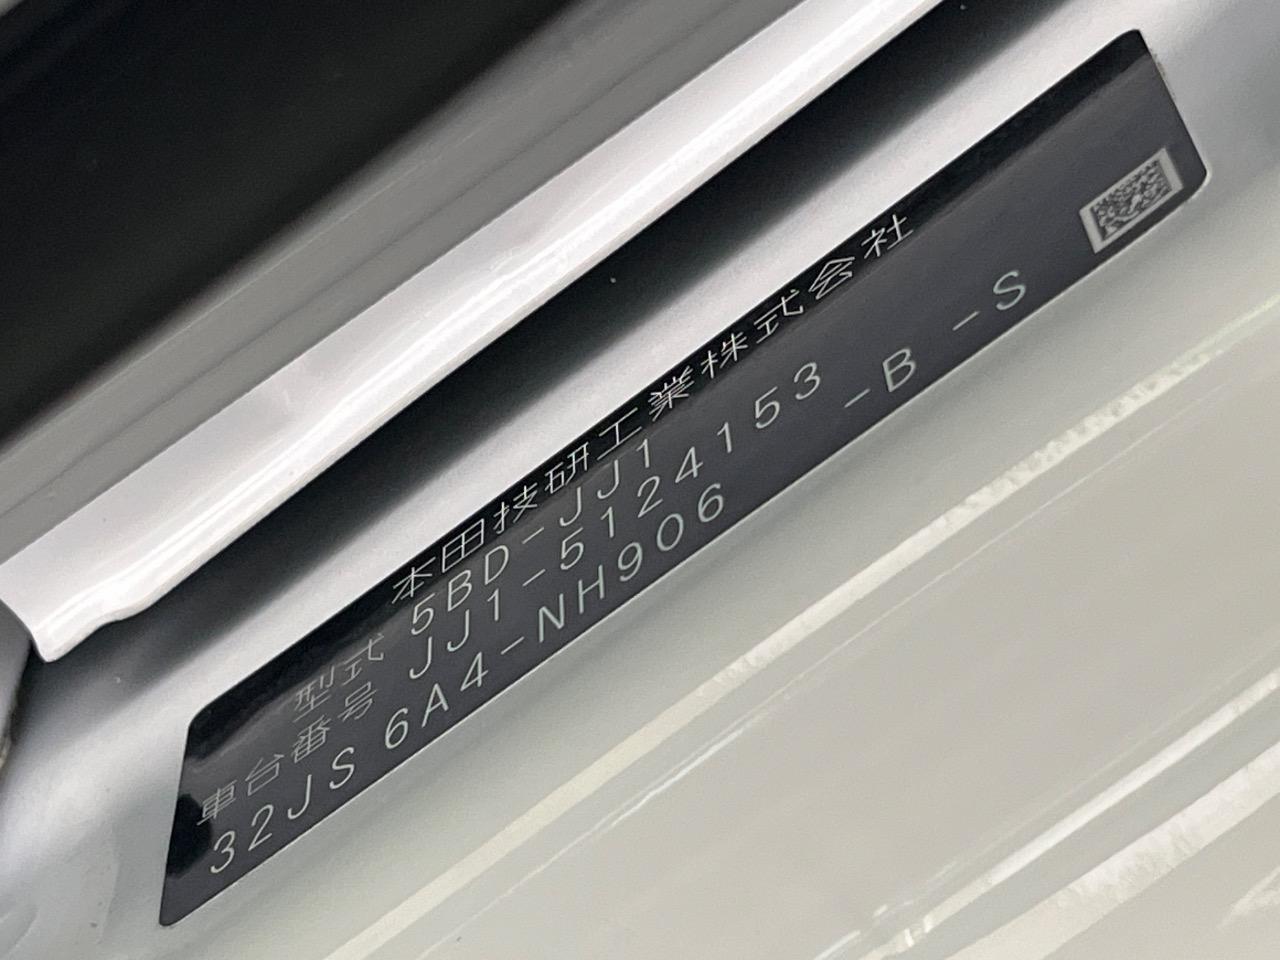 本田技研工業株式会社
型式 5BD-JJ1
車台番号 JJ1-5124153
32JS 6A4-NH906 -B -S